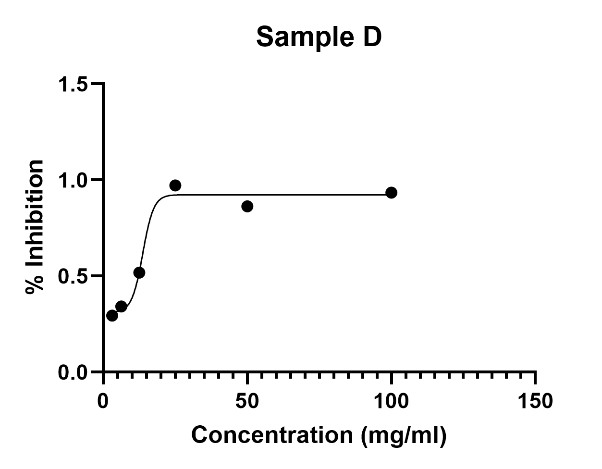 Sample D
1.5
1.0
0.5
0.0
% Inhibition
0 50 100 150
Concentration (mg/ml)